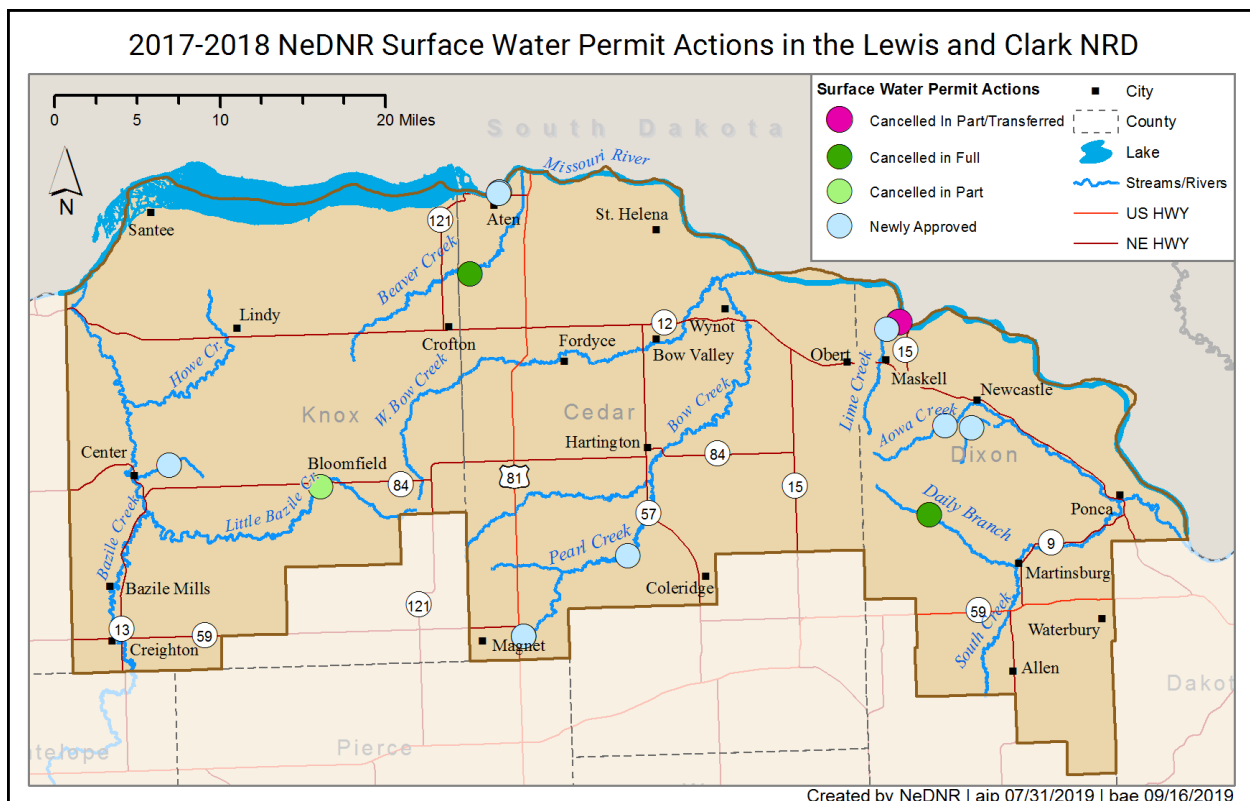 2017-2018 NeDNR Surface Water Permit Actions in the Lewis and Clark NRD
0 5 10 20 Miles
N
South Dakota
Surface Water Permit Actions
Cancelled In Part/Transferred
Cancelled in Full
Cancelled in Part
Newly Approved
City
County
Lake
Streams/Rivers
US HWY
NE HWY
Missouri River
Santee
121
Aten
St. Helena
Beaver Creek
Lindy
Crofton
12
Wynot
Bow Valley
Fordyce
Obert
15
Maskell
Howe Cr.
W. Bow Creek
Bow Creek
Lime Creek
Newcastle
Knox
Cedar
Aowa Creek
Dixon
Hartington
84
Center
Bloomfield
84
81
15
Little Bazile Cr.
57
Daily Branch
Ponca
Bazile Creek
Pearl Creek
9
Martinsburg
Bazile Mills
Coleridge
121
59
Waterbury
13
59
Creighton
Magnet
South Creek
Allen
Dakot
Pierce
telope
Created by NeDNR | ajp 07/31/2019 | bae 09/16/2019